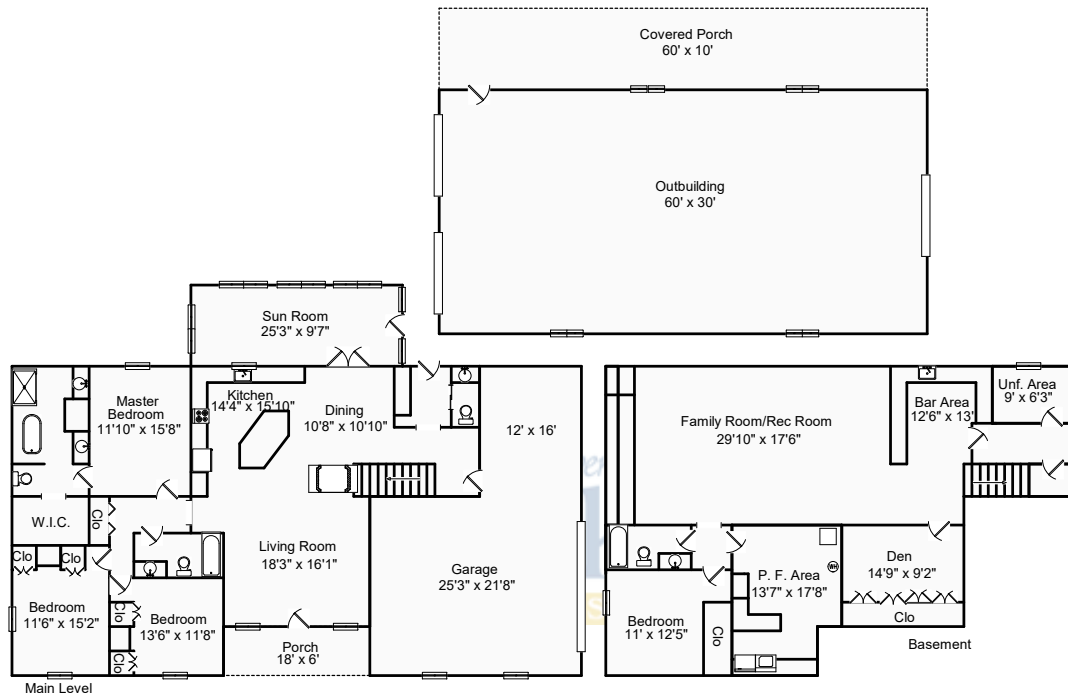 Covered Porch
60' x 10'
Outbuilding
60' x 30'
Sun Room
25'3" x 9'7"
Master
Bedroom
11'10" x 15'8"
Kitchen
14'4" x 15'10"
Dining
10'8" x 10'10"
12' x 16'
W.I.C.
Clo
Clo
Clo
Living Room
18'3" x 16'1"
Garage
25'3" x 21'8"
Bedroom
11'6" x 15'2"
Clo
Clo
Bedroom
13'6" x 11'8"
Porch
18' x 6'
Main Level
Family Room/Rec Room
29'10" x 17'6"
Bar Area
12'6" x 13'
Unf. Area
9' x 6'3"
Den
14'9" x 9'2"
Clo
P. F. Area
13'7" x 17'8"
WH
Bedroom
11' x 12'5"
Clo
Basement